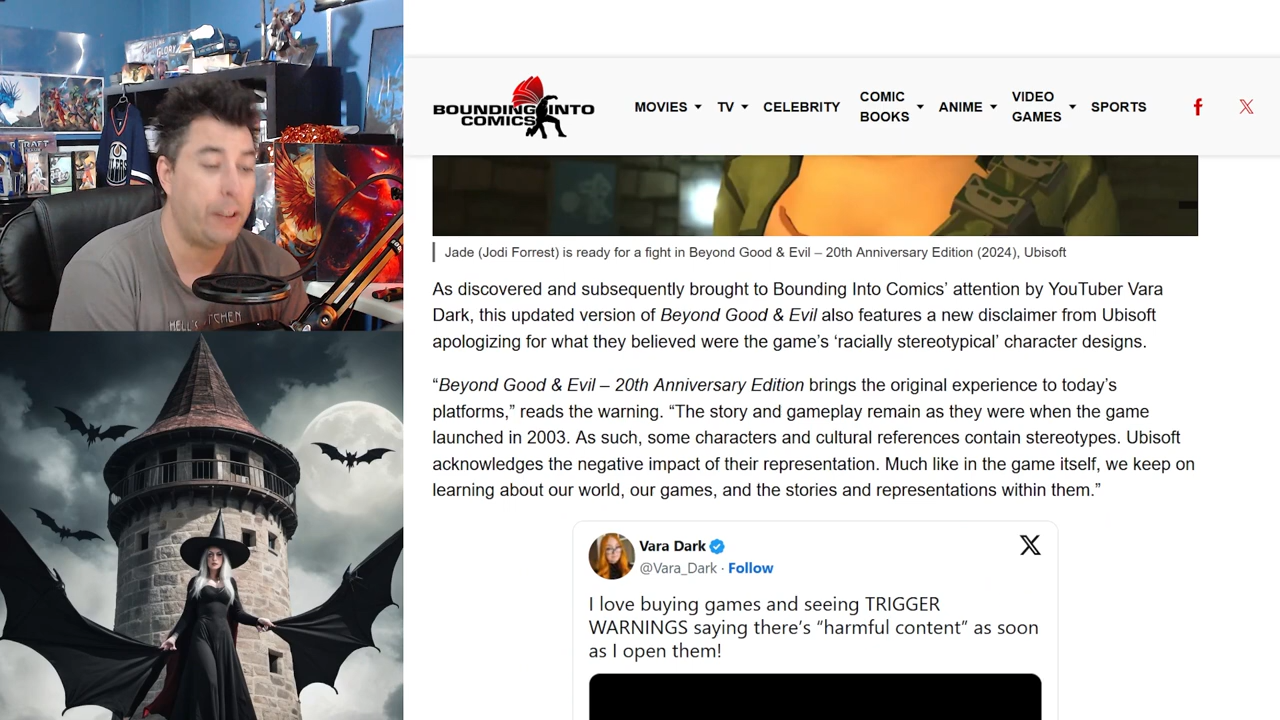 GLORY
CRAFT
OILERS
HELL'S KITCHEN
BOUNDING INTO
COMICS
MOVIES
TV
CELEBRITY
COMIC
BOOKS
ANIME
VIDEO
GAMES
SPORTS
Jade (Jodi Forrest) is ready for a fight in Beyond Good & Evil – 20th Anniversary Edition (2024), Ubisoft
As discovered and subsequently brought to Bounding Into Comics’ attention by YouTuber Vara
Dark, this updated version of Beyond Good & Evil also features a new disclaimer from Ubisoft
apologizing for what they believed were the game’s ‘racially stereotypical’ character designs.
“Beyond Good & Evil – 20th Anniversary Edition brings the original experience to today’s
platforms,” reads the warning. “The story and gameplay remain as they were when the game
launched in 2003. As such, some characters and cultural references contain stereotypes. Ubisoft
acknowledges the negative impact of their representation. Much like in the game itself, we keep on
learning about our world, our games, and the stories and representations within them.”
Vara Dark
@Vara_Dark · Follow
I love buying games and seeing TRIGGER
WARNINGS saying there’s “harmful content” as soon
as I open them!